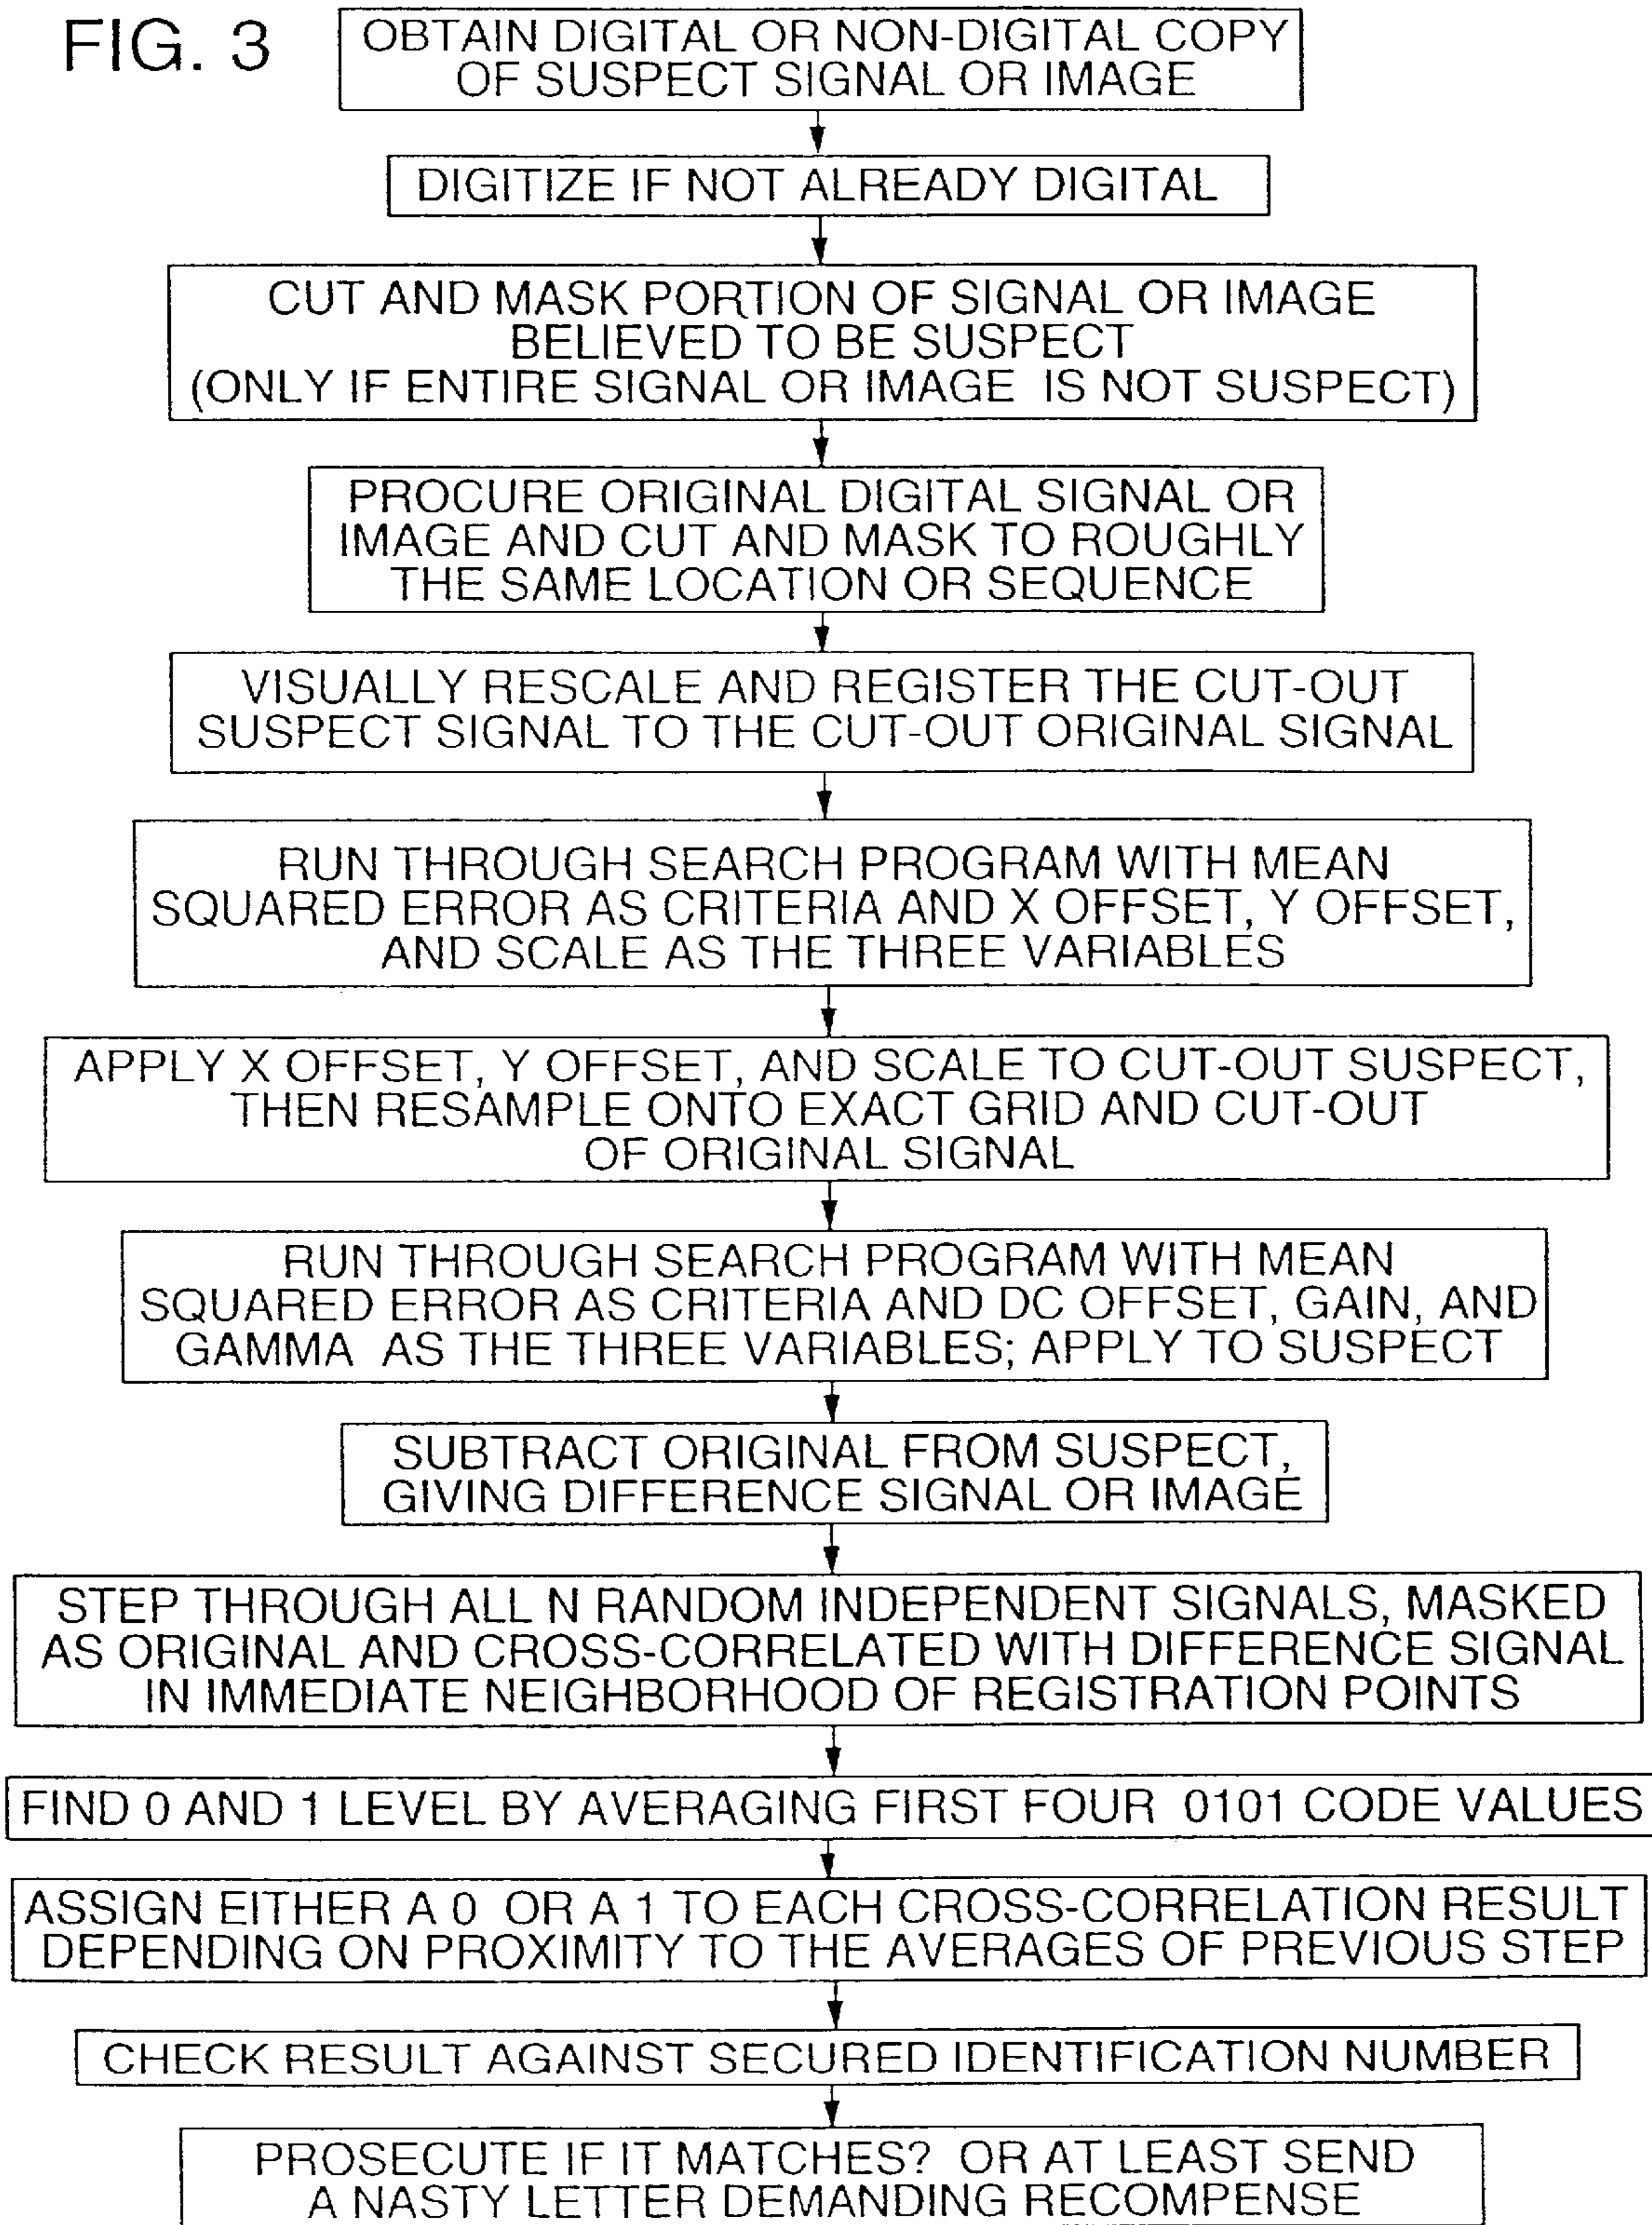 FIG. 3
OBTAIN DIGITAL OR NON-DIGITAL COPY
OF SUSPECT SIGNAL OR IMAGE
DIGITIZE IF NOT ALREADY DIGITAL
CUT AND MASK PORTION OF SIGNAL OR IMAGE
BELIEVED TO BE SUSPECT
(ONLY IF ENTIRE SIGNAL OR IMAGE IS NOT SUSPECT)
PROCURE ORIGINAL DIGITAL SIGNAL OR
IMAGE AND CUT AND MASK TO ROUGHLY
THE SAME LOCATION OR SEQUENCE
VISUALLY RESCALE AND REGISTER THE CUT-OUT
SUSPECT SIGNAL TO THE CUT-OUT ORIGINAL SIGNAL
RUN THROUGH SEARCH PROGRAM WITH MEAN
SQUARED ERROR AS CRITERIA AND X OFFSET, Y OFFSET,
AND SCALE AS THE THREE VARIABLES
APPLY X OFFSET, Y OFFSET, AND SCALE TO CUT-OUT SUSPECT,
THEN RESAMPLE ONTO EXACT GRID AND CUT-OUT
OF ORIGINAL SIGNAL
RUN THROUGH SEARCH PROGRAM WITH MEAN
SQUARED ERROR AS CRITERIA AND DC OFFSET, GAIN, AND
GAMMA AS THE THREE VARIABLES; APPLY TO SUSPECT
SUBTRACT ORIGINAL FROM SUSPECT,
GIVING DIFFERENCE SIGNAL OR IMAGE
STEP THROUGH ALL N RANDOM INDEPENDENT SIGNALS, MASKED
AS ORIGINAL AND CROSS-CORRELATED WITH DIFFERENCE SIGNAL
IN IMMEDIATE NEIGHBORHOOD OF REGISTRATION POINTS
FIND 0 AND 1 LEVEL BY AVERAGING FIRST FOUR 0101 CODE VALUES
ASSIGN EITHER A 0 OR A 1 TO EACH CROSS-CORRELATION RESULT
DEPENDING ON PROXIMITY TO THE AVERAGES OF PREVIOUS STEP
CHECK RESULT AGAINST SECURED IDENTIFICATION NUMBER
PROSECUTE IF IT MATCHES? OR AT LEAST SEND
A NASTY LETTER DEMANDING RECOMPENSE